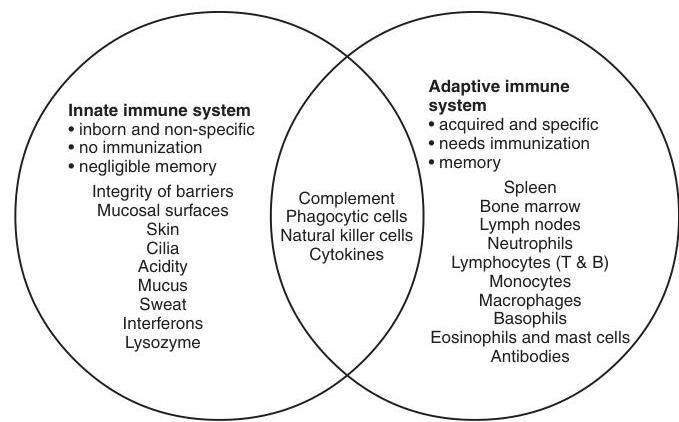 Innate immune system
• inborn and non-specific
• no immunization
• negligible memory
Integrity of barriers
Mucosal surfaces
Skin
Cilia
Acidity
Mucus
Sweat
Interferons
Lysozyme
Complement
Phagocytic cells
Natural killer cells
Cytokines
Adaptive immune
system
• acquired and specific
• needs immunization
• memory
Spleen
Bone marrow
Lymph nodes
Neutrophils
Lymphocytes (T & B)
Monocytes
Macrophages
Basophils
Eosinophils and mast cells
Antibodies